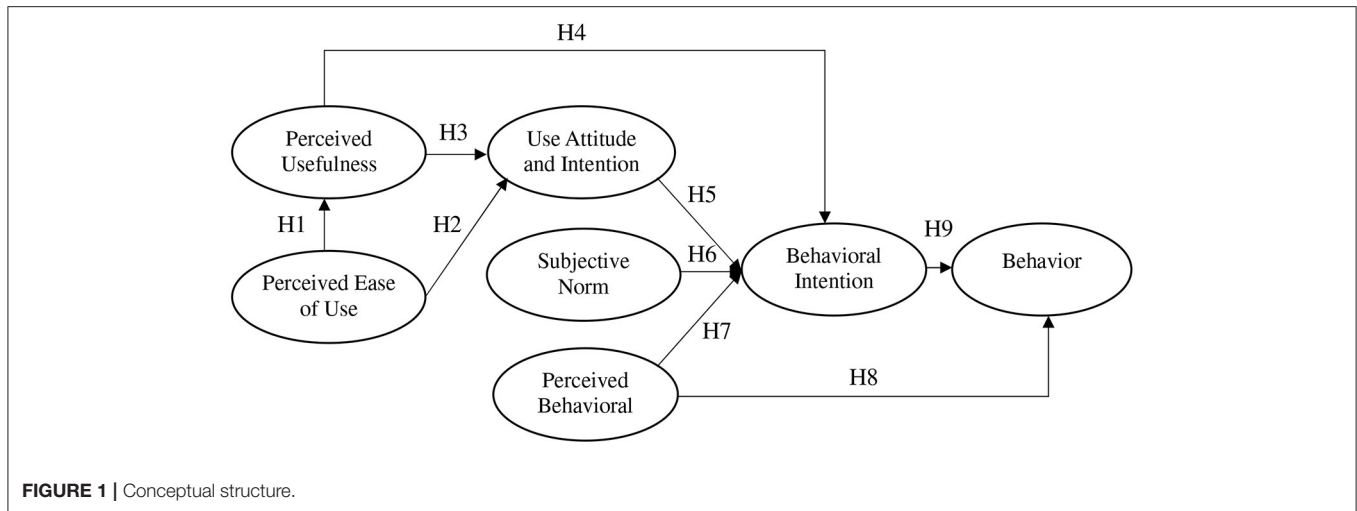 H4
Perceived
Usefulness
H3
Use Attitude
and Intention
H1
H2
H5
Perceived Ease
of Use
Subjective
Norm
H6
Behavioral
Intention
H9
Behavior
H7
Perceived
Behavioral
H8
FIGURE 1 | Conceptual structure.